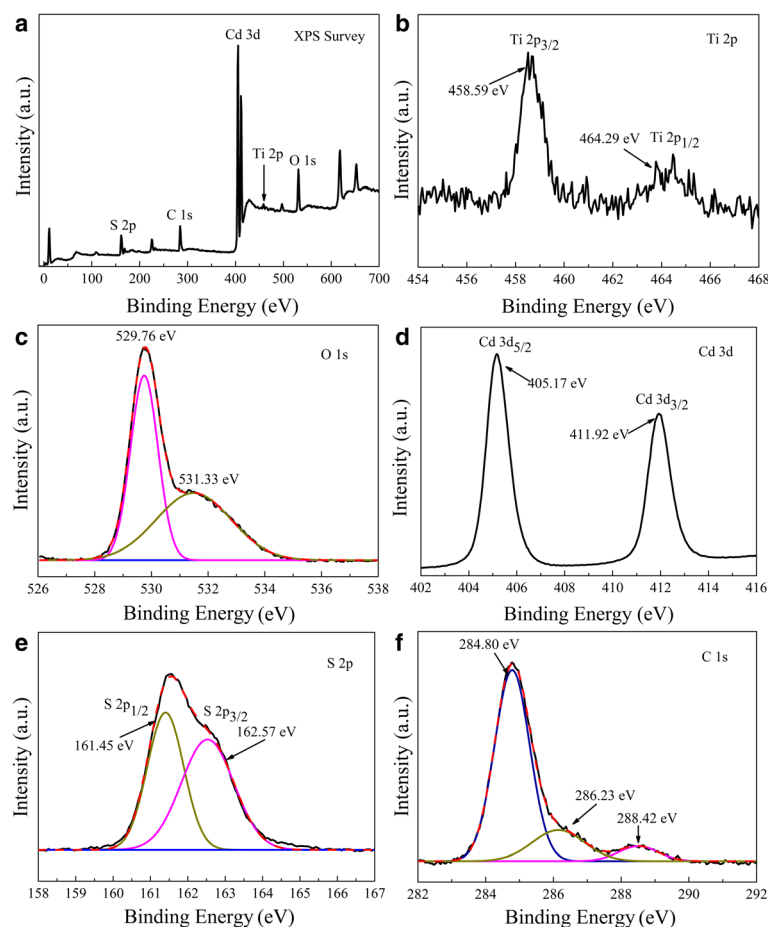 a
XPS Survey
Cd 3d
Ti 2p
O 1s
S 2p
C 1s
Intensity (a.u.)
0 100 200 300 400 500 600 700
Binding Energy (eV)
b
Ti 2p
Ti 2p3/2
458.59 eV
464.29 eV
Ti 2p1/2
Intensity (a.u.)
454 456 458 460 462 464 466 468
Binding Energy (eV)
c
529.76 eV
O 1s
531.33 eV
Intensity (a.u.)
526 528 530 532 534 536 538
Binding Energy (eV)
d
Cd 3d
Cd 3d5/2
405.17 eV
Cd 3d3/2
411.92 eV
Intensity (a.u.)
402 404 406 408 410 412 414 416
Binding Energy (eV)
e
S 2p
S 2p1/2
161.45 eV
S 2p3/2
162.57 eV
Intensity (a.u.)
158 159 160 161 162 163 164 165 166 167
Binding Energy (eV)
f
284.80 eV
C 1s
286.23 eV
288.42 eV
Intensity (a.u.)
282 284 286 288 290 292
Binding Energy (eV)